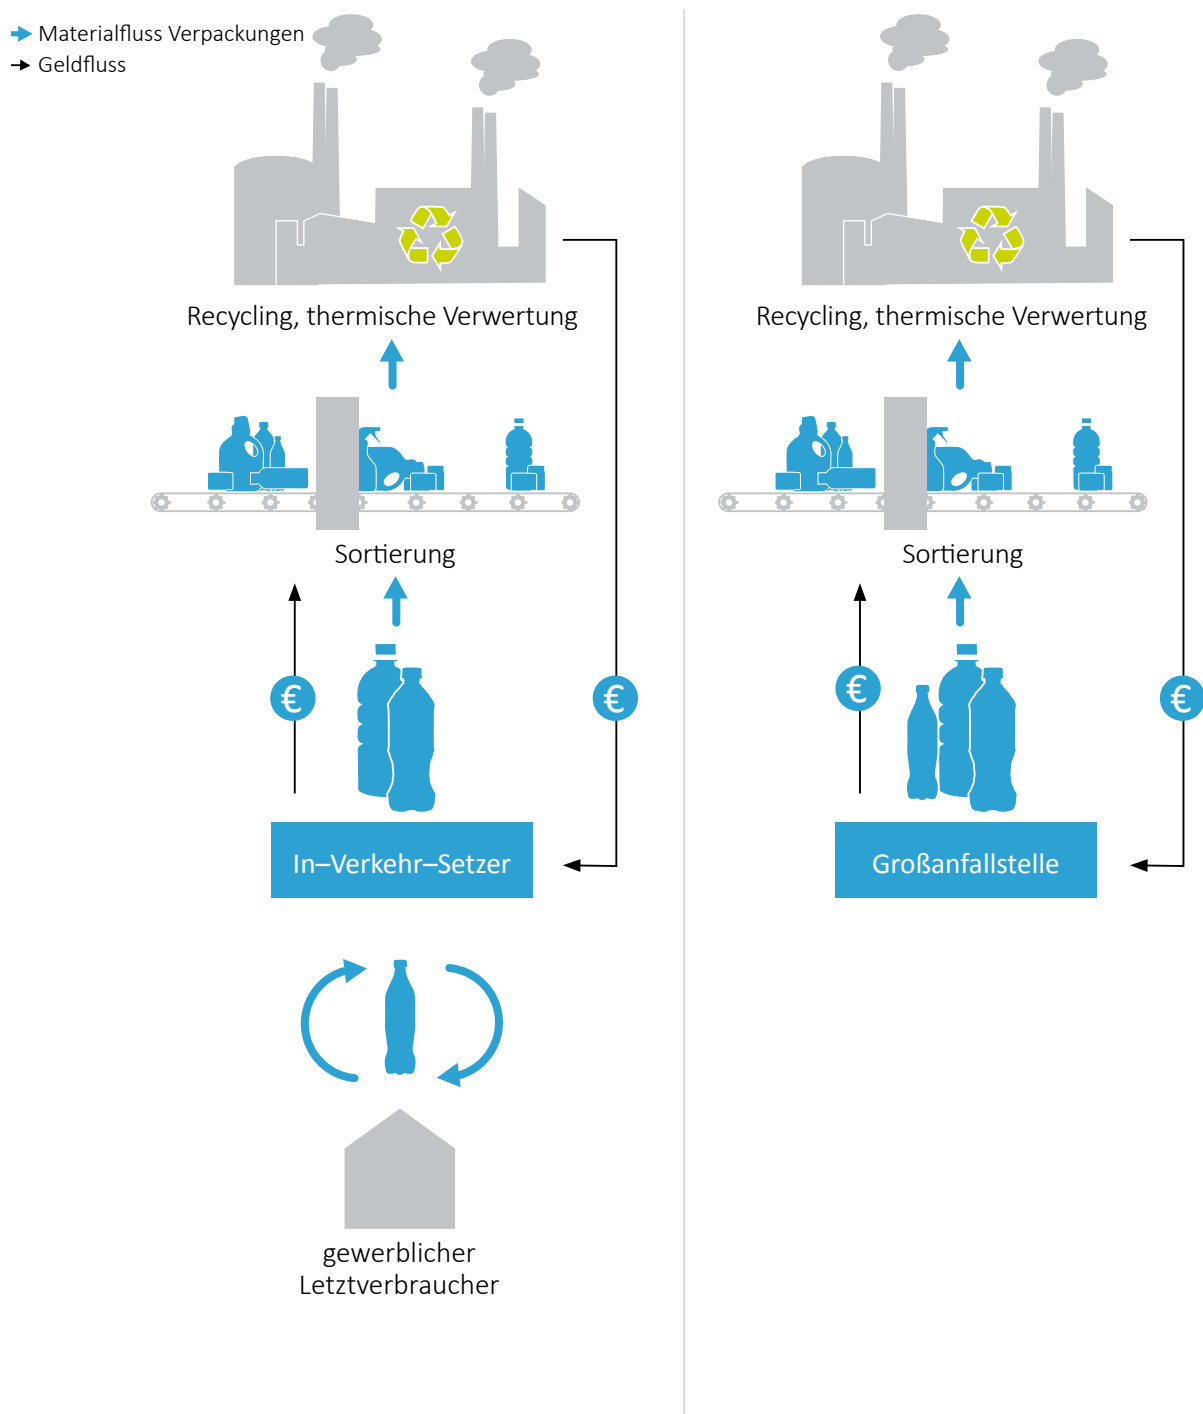 Materialfluss Verpackungen
Geldfluss
Recycling, thermische Verwertung
Sortierung
€
€
In–Verkehr–Setzer
gewerblicher
Letztverbraucher
Recycling, thermische Verwertung
Sortierung
€
€
Großanfallstelle